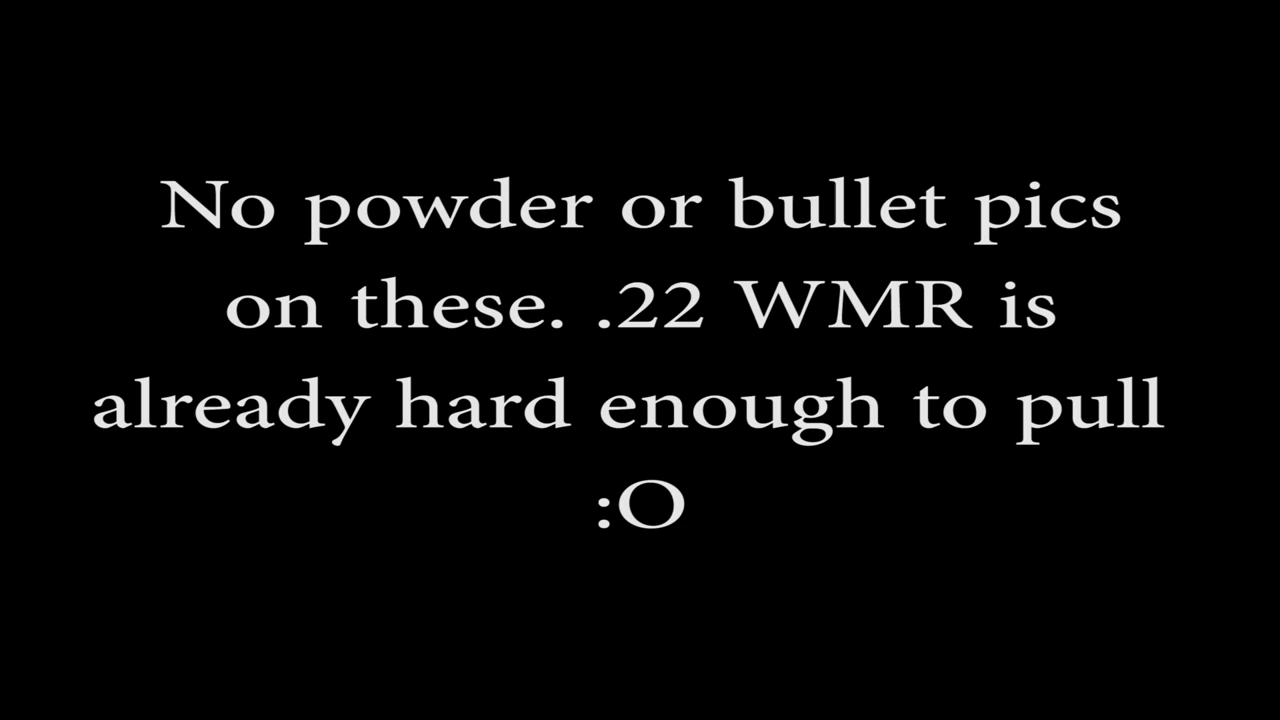 No powder or bullet pics
on these. .22 WMR is
already hard enough to pull
:O